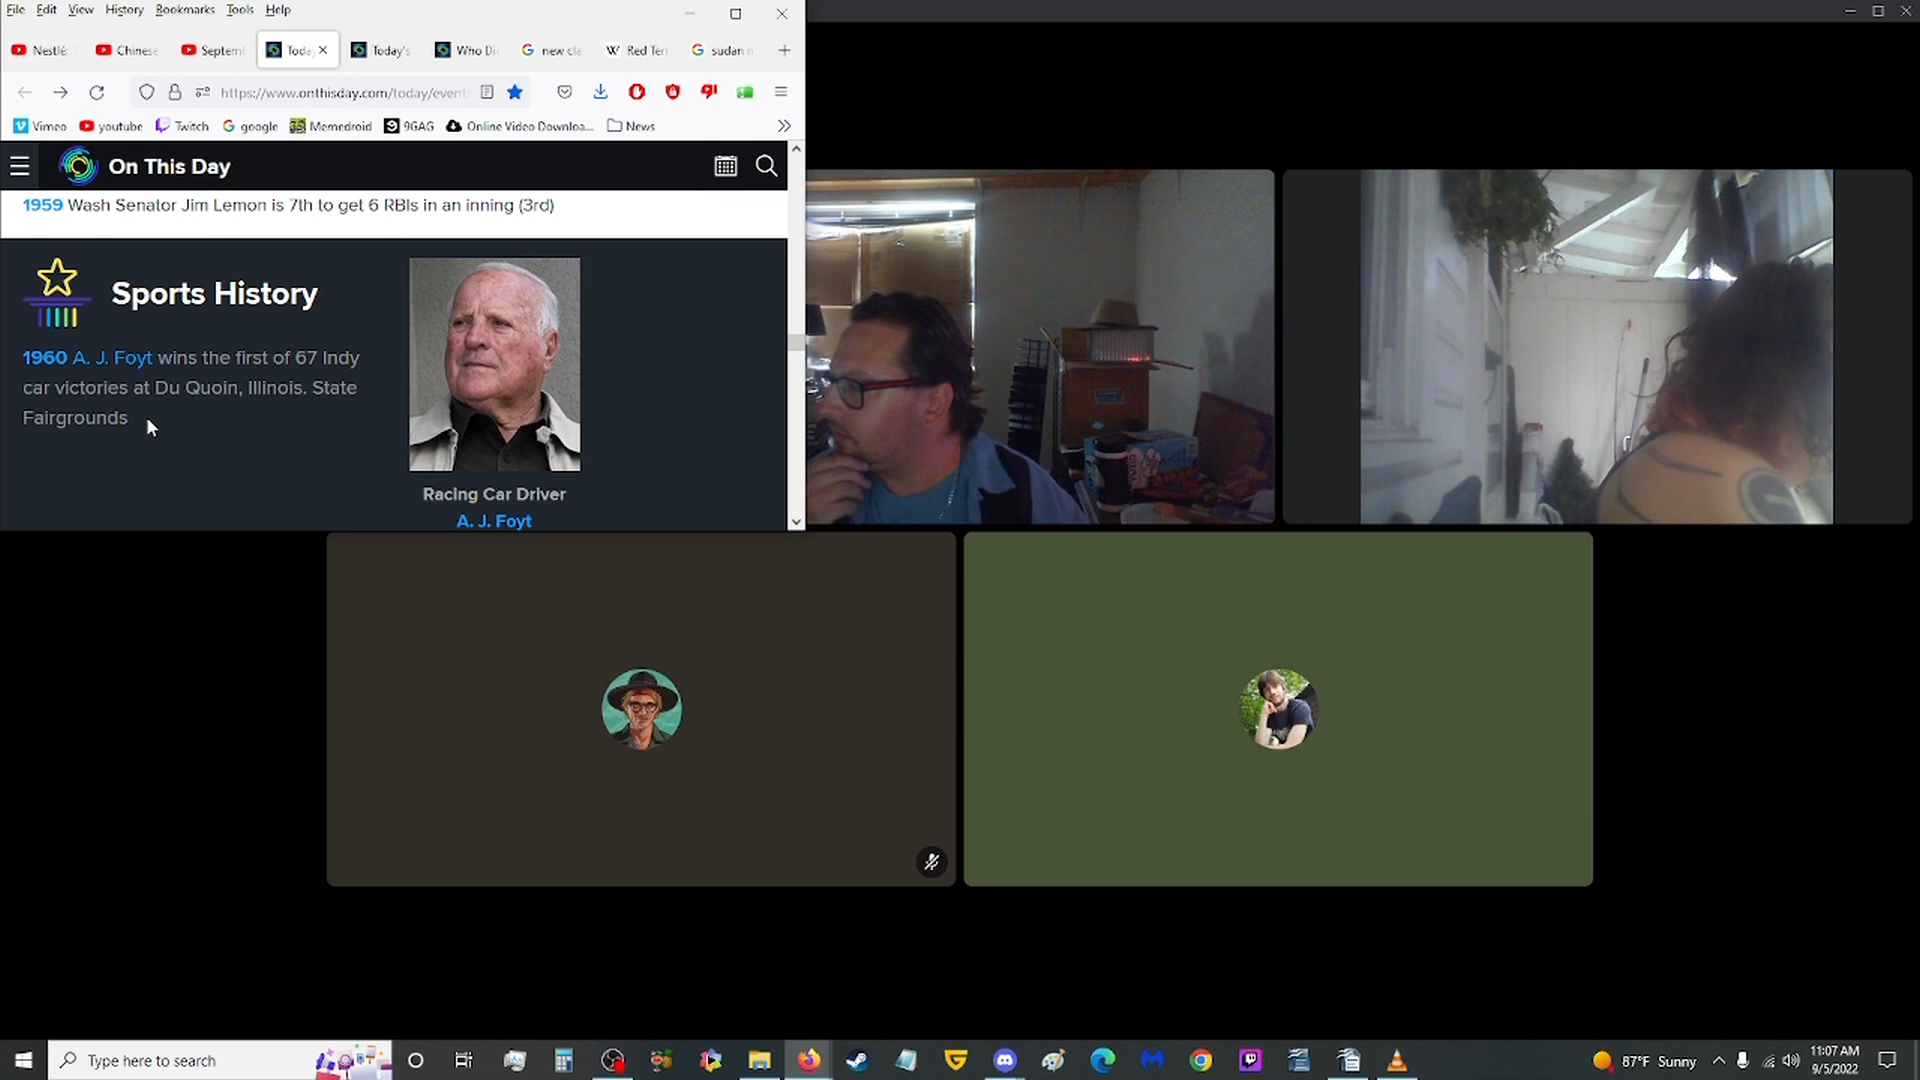 File Edit View History Bookmarks Tools Help
Nestlé Chinese Septem Today Today's Who Di new cla Red Ter sudan
https://www.onthisday.com/today/event
Vimeo youtube Twitch google Memedroid 9GAG Online Video Downloa... News
On This Day
1959 Wash Senator Jim Lemon is 7th to get 6 RBIs in an inning (3rd)
Sports History
1960 A. J. Foyt wins the first of 67 Indy
car victories at Du Quoin, Illinois. State
Fairgrounds
Racing Car Driver
A. J. Foyt
Type here to search
87°F Sunny
11:07 AM
9/5/2022